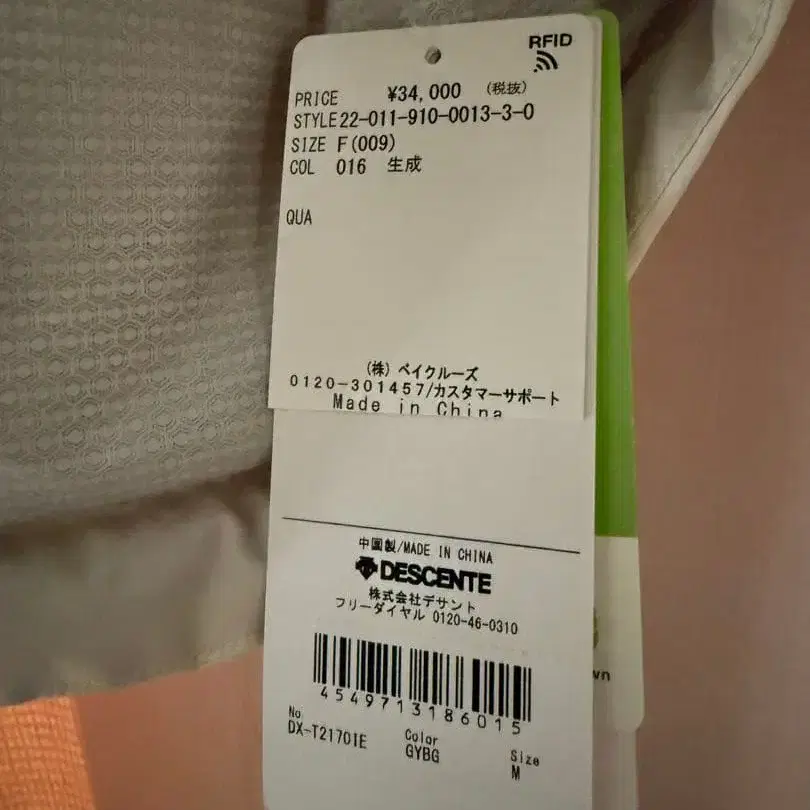 RFID
PRICE ¥34,000 (税抜)
STYLE 22-011-910-0013-3-0
SIZE F(009)
COL 016 生成
QUA
(株) ベイクルーズ
0120-301457/カスタマーサポート
Made in China
中国製/MADE IN CHINA
DESCENTE
株式会社デサント
フリーダイヤル 0120-46-0310
4549713186015
No Color Size
DX-T2170IE GYBG M
wn